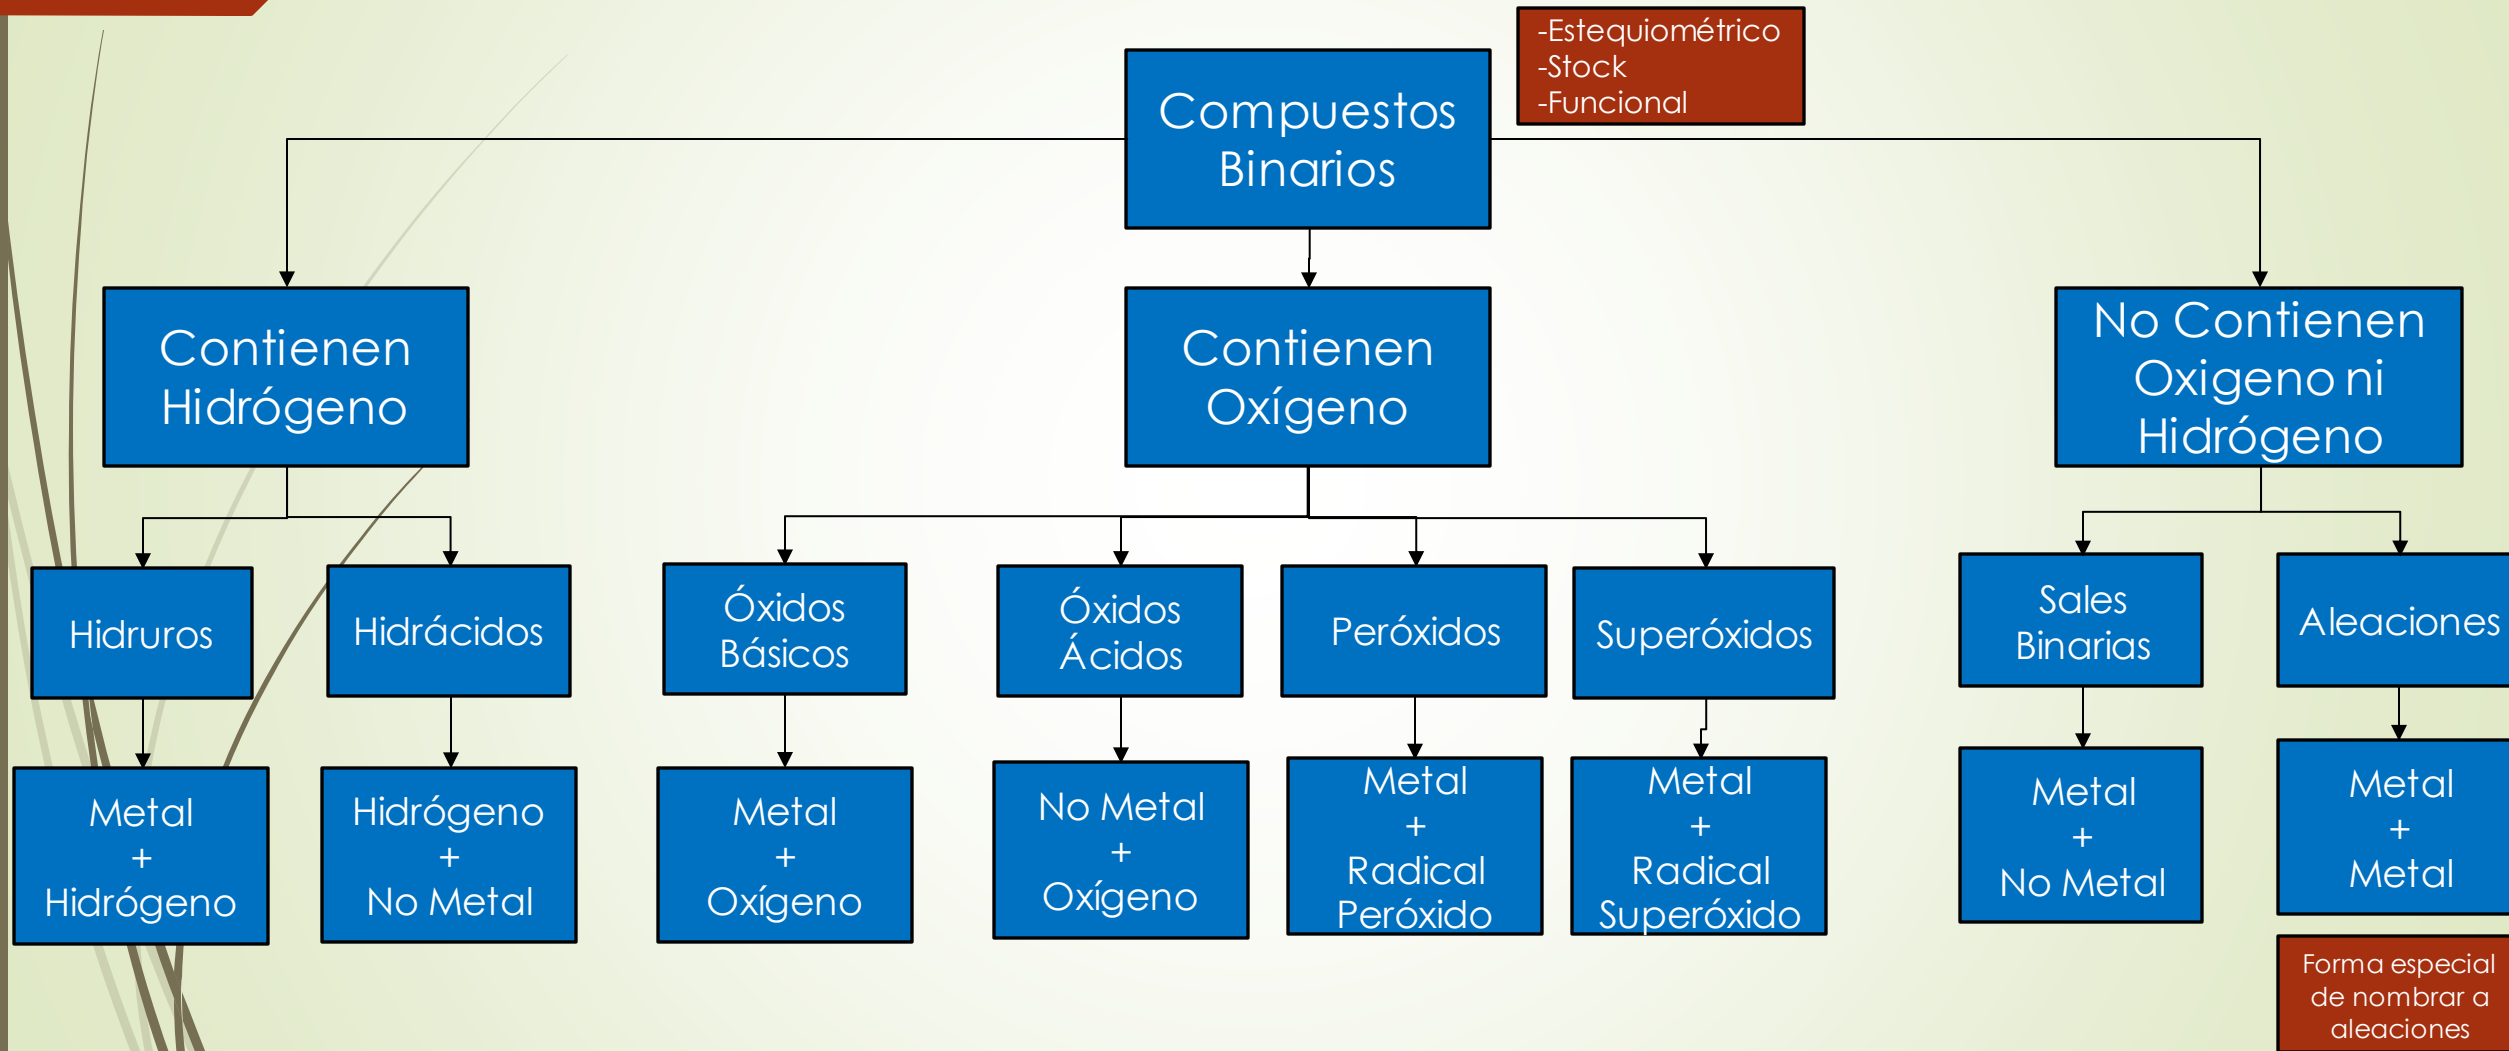 -Estequiométrico
-Stock
-Funcional
Compuestos
Binarios
Contienen
Hidrógeno
Contienen
Oxígeno
No Contienen
Oxigeno ni
Hidrógeno
Hidruros
Hidrácidos
Óxidos
Básicos
Óxidos
Ácidos
Peróxidos
Superóxidos
Sales
Binarias
Aleaciones
Metal
+
Hidrógeno
Hidrógeno
+
No Metal
Metal
+
Oxígeno
No Metal
+
Oxígeno
Metal
+
Radical
Peróxido
Metal
+
Radical
Superóxido
Metal
+
No Metal
Metal
+
Metal
Forma especial
de nombrar a
aleaciones